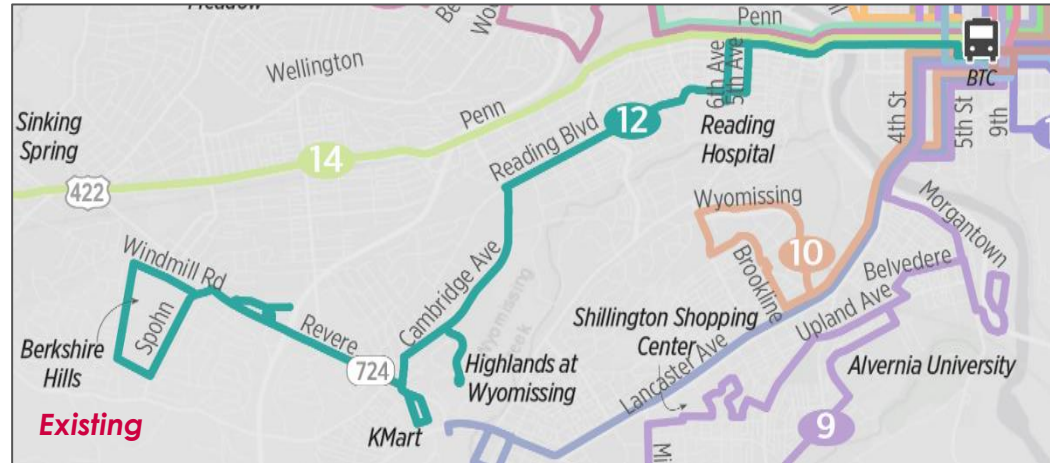 Meadow
Penn
Wellington
6th Ave
5th Ave
BTC
Sinking
Spring
Penn
4th St
5th St
9th
Reading Blvd
12
Reading
Hospital
14
422
Wyomissing
Morgantown
Windmill Rd
Cambridge Ave
10
Brookline
Belvedere
Spohn
Revere
Shillington Shopping
Center
Upland Ave
Berkshire
Hills
724
Highlands at
Wyomissing
Lancaster Ave
Alvernia University
Existing
KMart
9
Mi